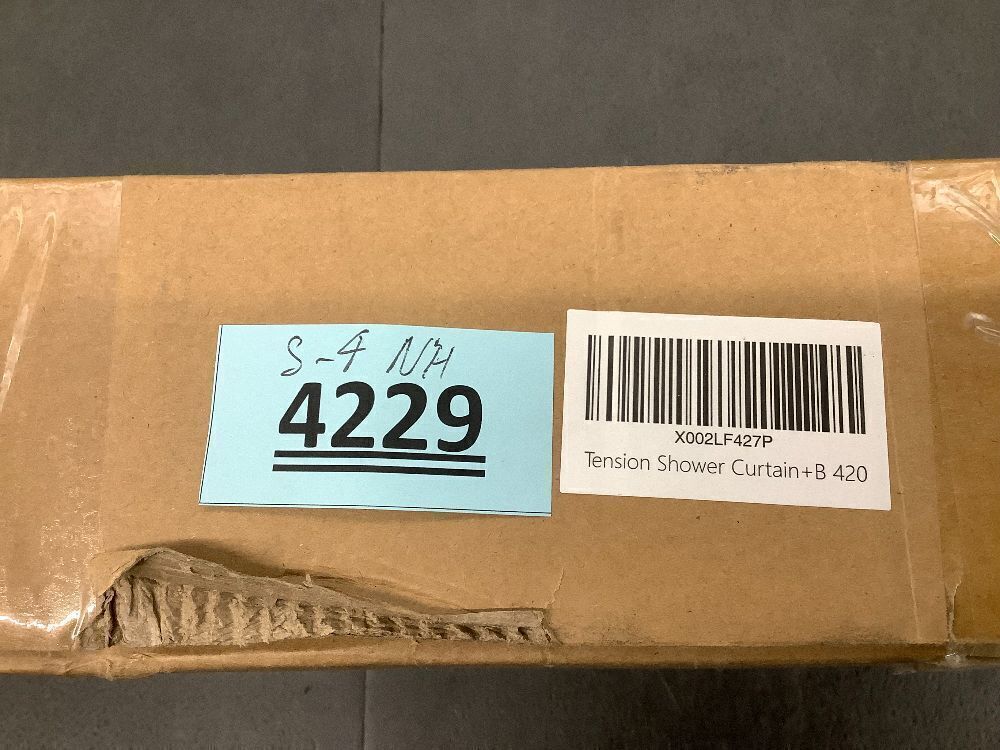 S-4 NH
4229
X002LF427P
Tension Shower Curtain+B 420